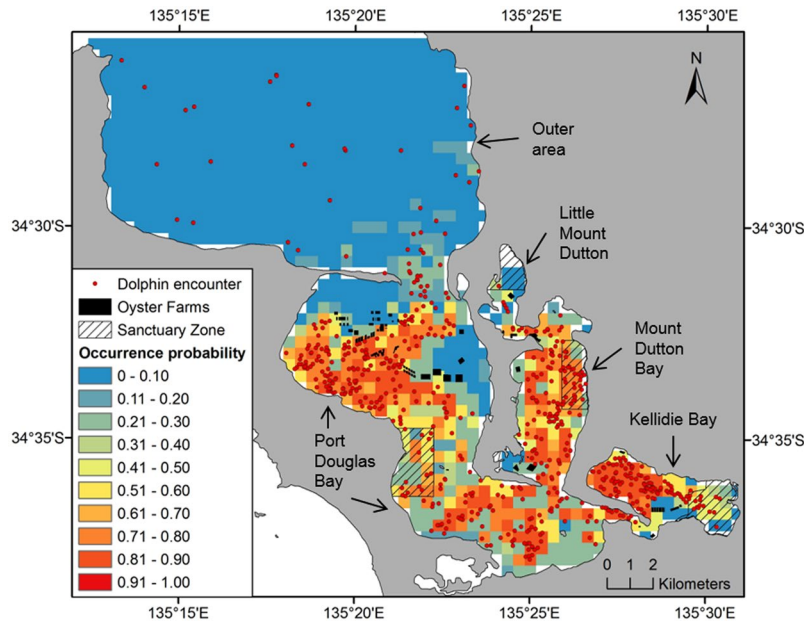 135°15'E 135°20'E 135°25'E 135°30'E
N
Outer
area
34°30'S 34°30'S
Little
Mount
Dutton
Dolphin encounter
Oyster Farms
Sanctuary Zone
Occurrence probability
0 - 0.10
0.11 - 0.20
0.21 - 0.30
0.31 - 0.40
0.41 - 0.50
0.51 - 0.60
0.61 - 0.70
0.71 - 0.80
0.81 - 0.90
0.91 - 1.00
Mount
Dutton
Bay
Kellidie Bay
34°35'S 34°35'S
Port
Douglas
Bay
0 1 2
Kilometers
135°15'E 135°20'E 135°25'E 135°30'E